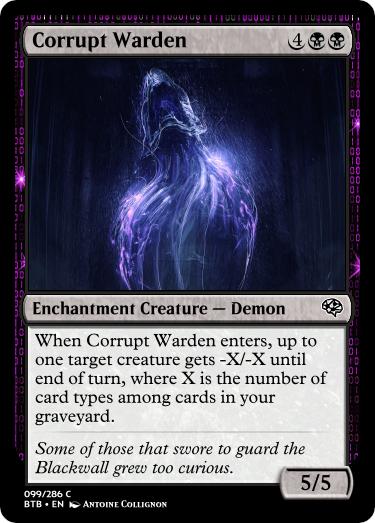 Corrupt Warden 4
Enchantment Creature — Demon
When Corrupt Warden enters, up to
one target creature gets -X/-X until
end of turn, where X is the number of
card types among cards in your
graveyard.
Some of those that swore to guard the
Blackwall grew too curious.
5/5
099/286 C
BTB • EN Antoine Collignon